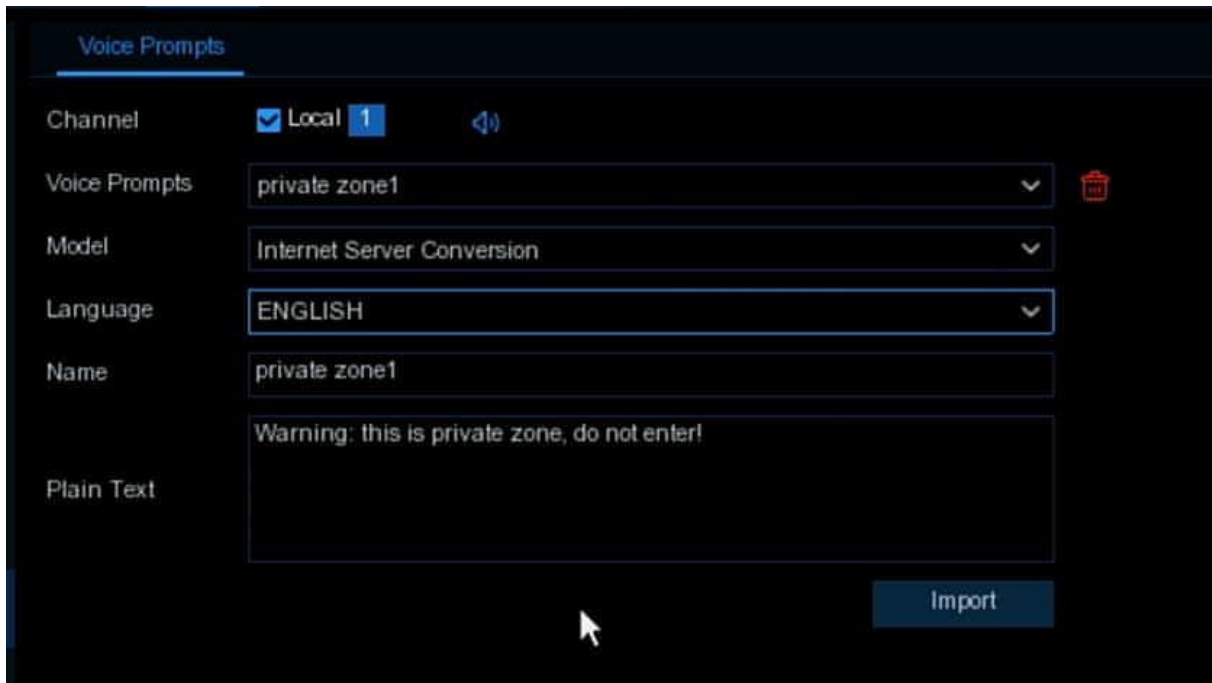 Voice Prompts
Channel Local 1
Voice Prompts private zone1
Model Internet Server Conversion
Language ENGLISH
Name private zone1
Plain Text Warning: this is private zone, do not enter!
Import